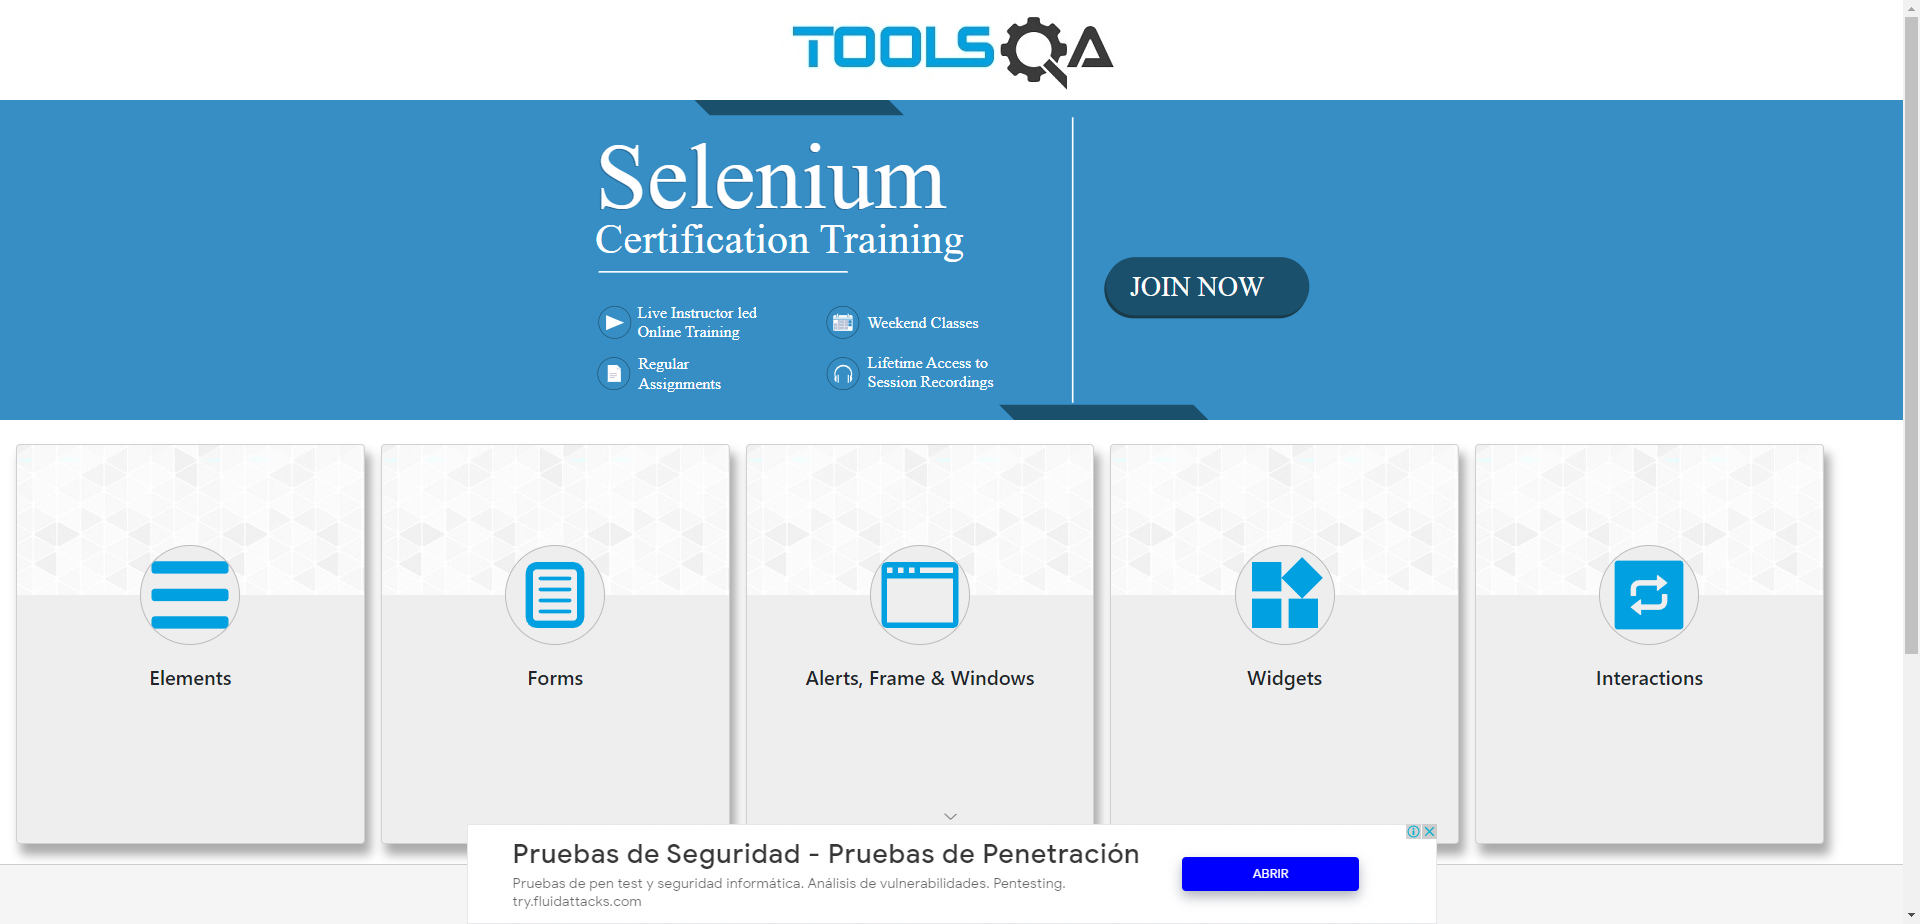 TOOLSQA
Selenium
Certification Training
Live Instructor led
Online Training
Weekend Classes
Regular
Assignments
Lifetime Access to
Session Recordings
JOIN NOW
Elements
Forms
Alerts, Frame & Windows
Widgets
Interactions
Pruebas de Seguridad - Pruebas de Penetración
Pruebas de pen test y seguridad informática. Análisis de vulnerabilidades. Pentesting.
try.fluidattacks.com
ABRIR